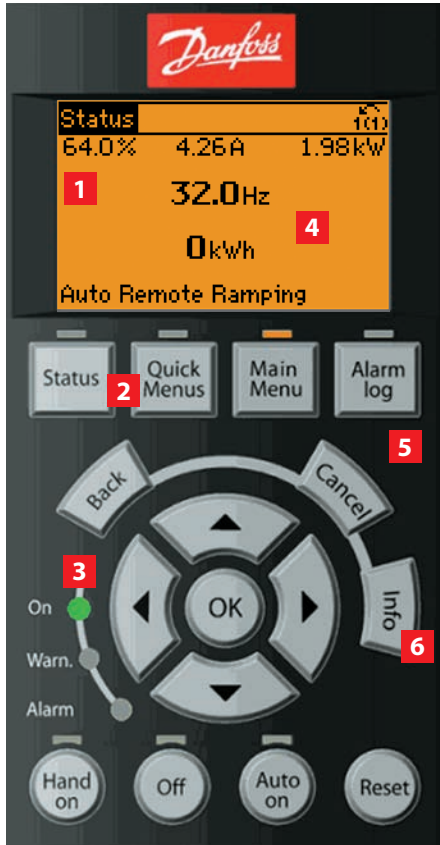 Danfoss
Status 1(1)
64.0% 4.26A 1.98kW
1
32.0Hz
4
0kWh
Auto Remote Ramping
Status
Quick
Menus
Main
Menu
Alarm
log
2
5
Back
Cancel
3
On
OK
Info
6
Warn.
Alarm
Hand
on
Off
Auto
on
Reset